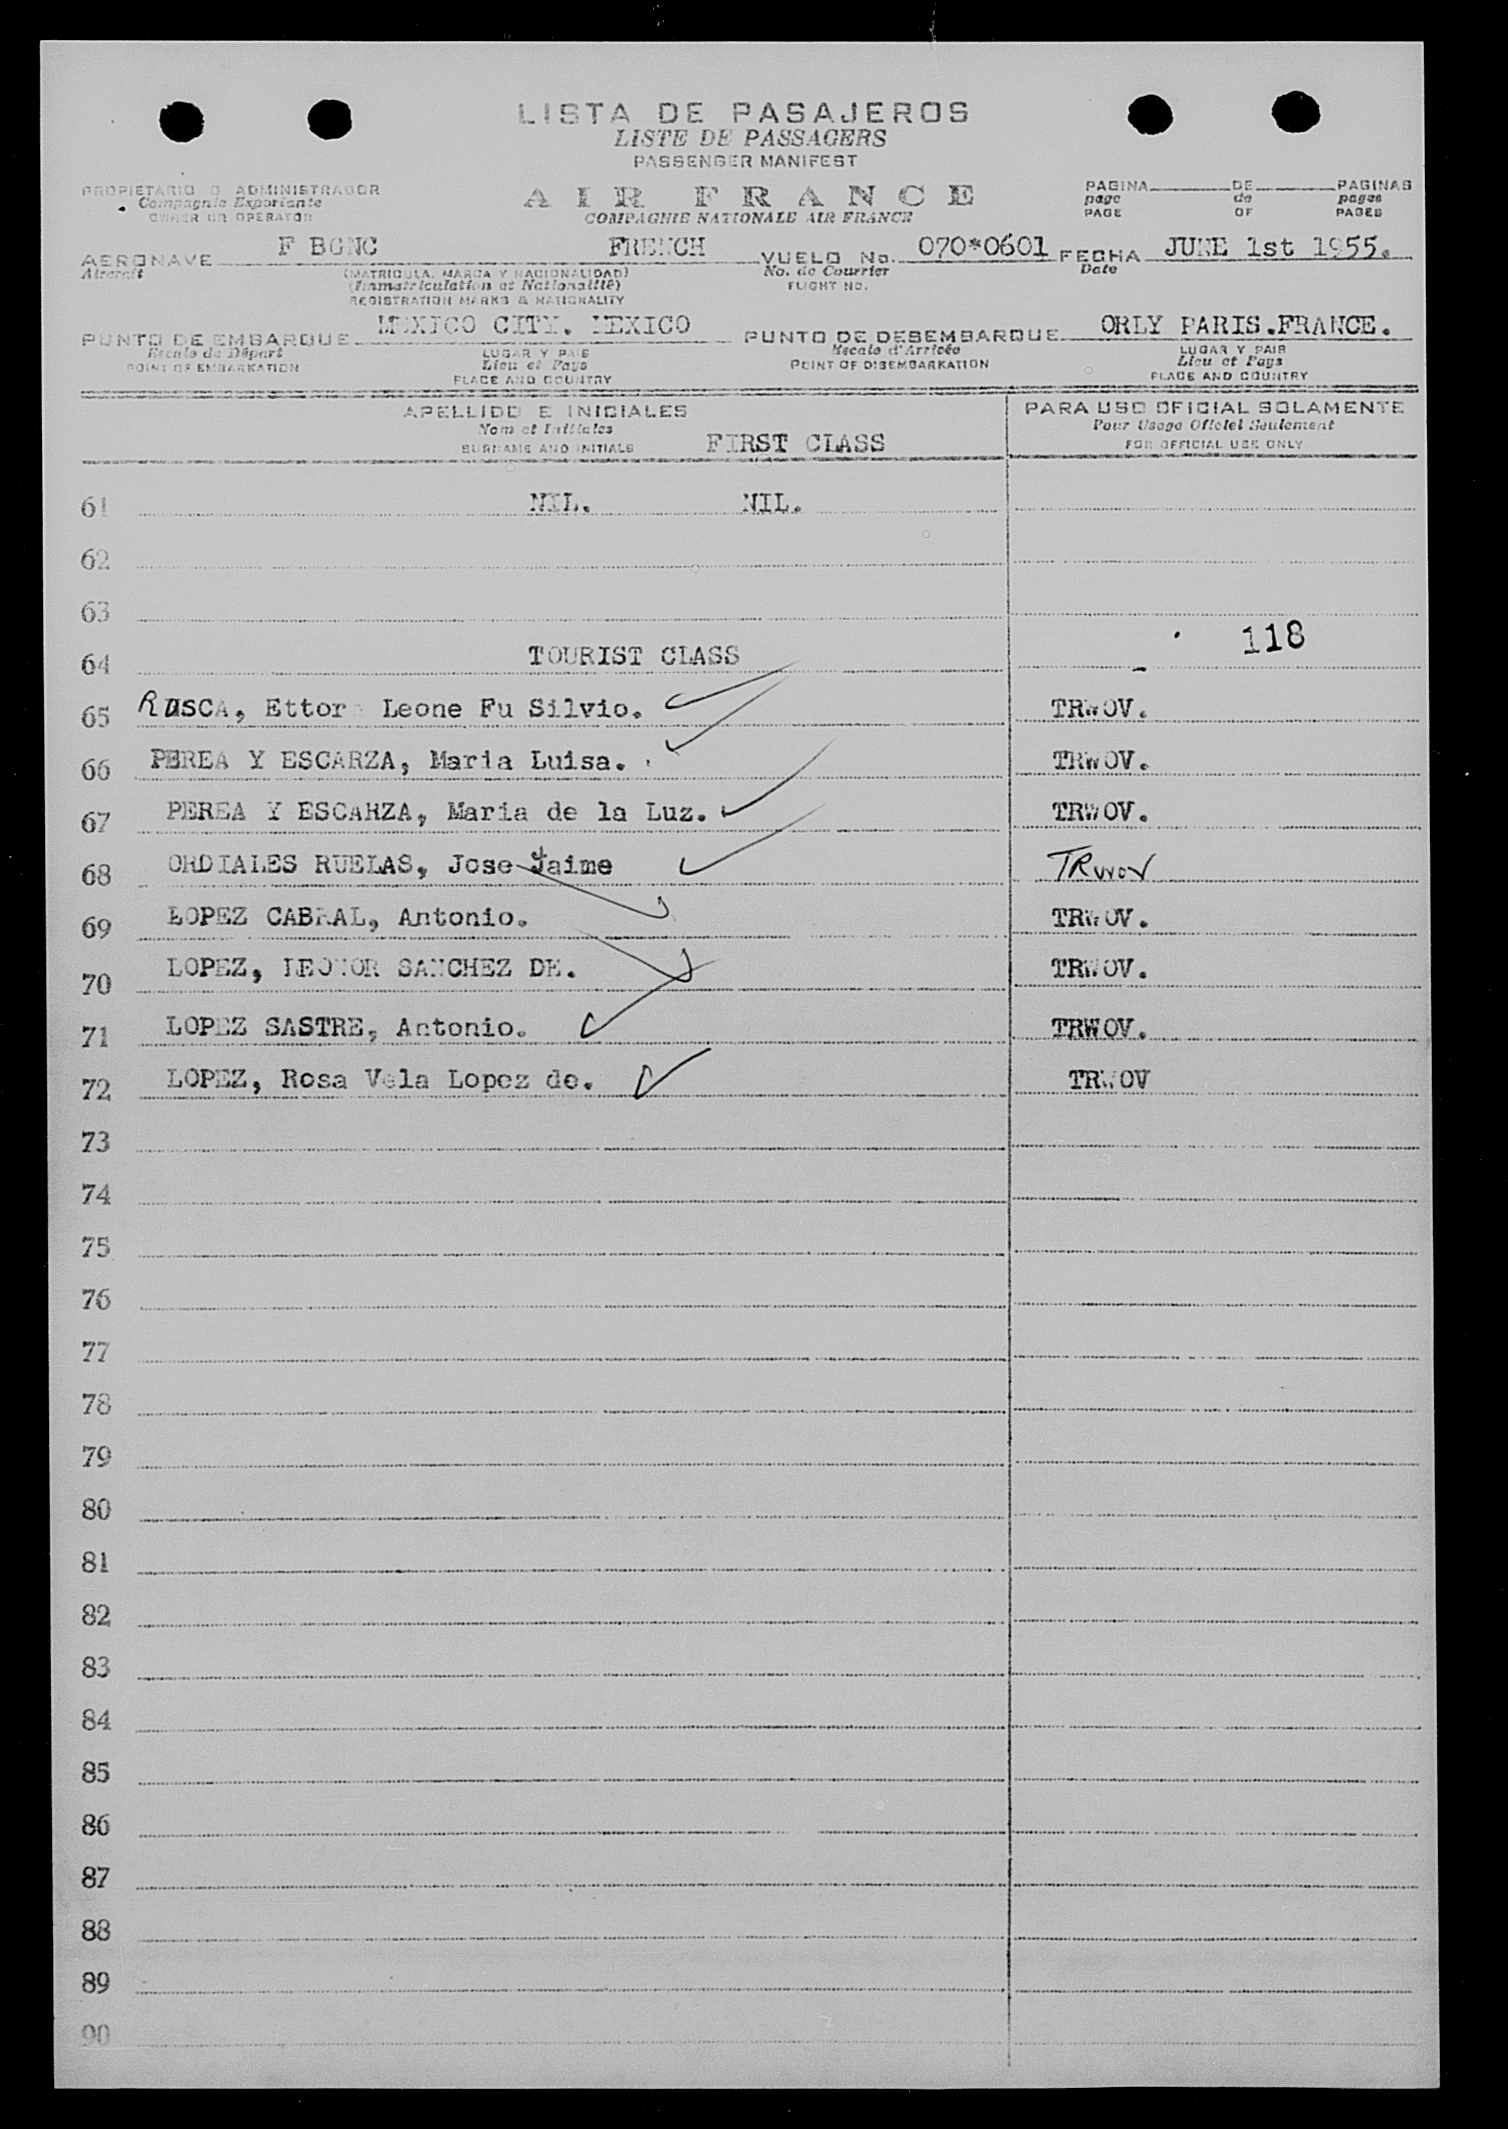 LISTA DE PASAJEROS
LISTE DE PASSAGERS
PASSENGER MANIFEST
PROPIETARIO O ADMINISTRADOR
Compagnie Exportante
OWNER OR OPERATOR
AIR FRANCE
COMPAGNIE NATIONALE AIR FRANCE
PAGINA DE PAGINAS
page de pages
PAGE OF PAGES
AERONAVE F BGNC FRENCH VUELO No. 070*0601 FECHA JUNE 1st 1955.
Aircraft (MATRICULA, MARCA Y NACIONALIDAD) No. de Courrier Date
(Immatriculation et Nationalité) FLIGHT NO.
REGISTRATION MARKS & NATIONALITY
PUNTO DE EMBARQUE MEXICO CITY. MEXICO PUNTO DE DESEMBARQUE ORLY PARIS.FRANCE.
Escale de Départ LUGAR Y PAIS Escale d'Arrivée LUGAR Y PAIS
POINT OF EMBARKATION Lieu et Pays POINT OF DISEMBARKATION Lieu et Pays
PLACE AND COUNTRY PLACE AND COUNTRY
APELLIDO E INICIALES PARA USO OFICIAL SOLAMENTE
Nom et Initiales Pour Usage Officiel Seulement
SURNAME AND INITIALS FIRST CLASS FOR OFFICIAL USE ONLY
61 NIL. NIL.
62
63
118
64 TOURIST CLASS
65 RUSCA, Ettor Leone Fu Silvio. TRWOV.
66 PEREA Y ESCARZA, Maria Luisa. TRWOV.
67 PEREA Y ESCARZA, Maria de la Luz. TRWOV.
68 ORDIALES RUELAS, Jose Jaime TRWOV
69 LOPEZ CABRAL, Antonio. TRWOV.
70 LOPEZ, LEONOR SANCHEZ DE. TRWOV.
71 LOPEZ SASTRE, Antonio. TRWOV.
72 LOPEZ, Rosa Vela Lopez de. TRWOV
73
74
75
76
77
78
79
80
81
82
83
84
85
86
87
88
89
90